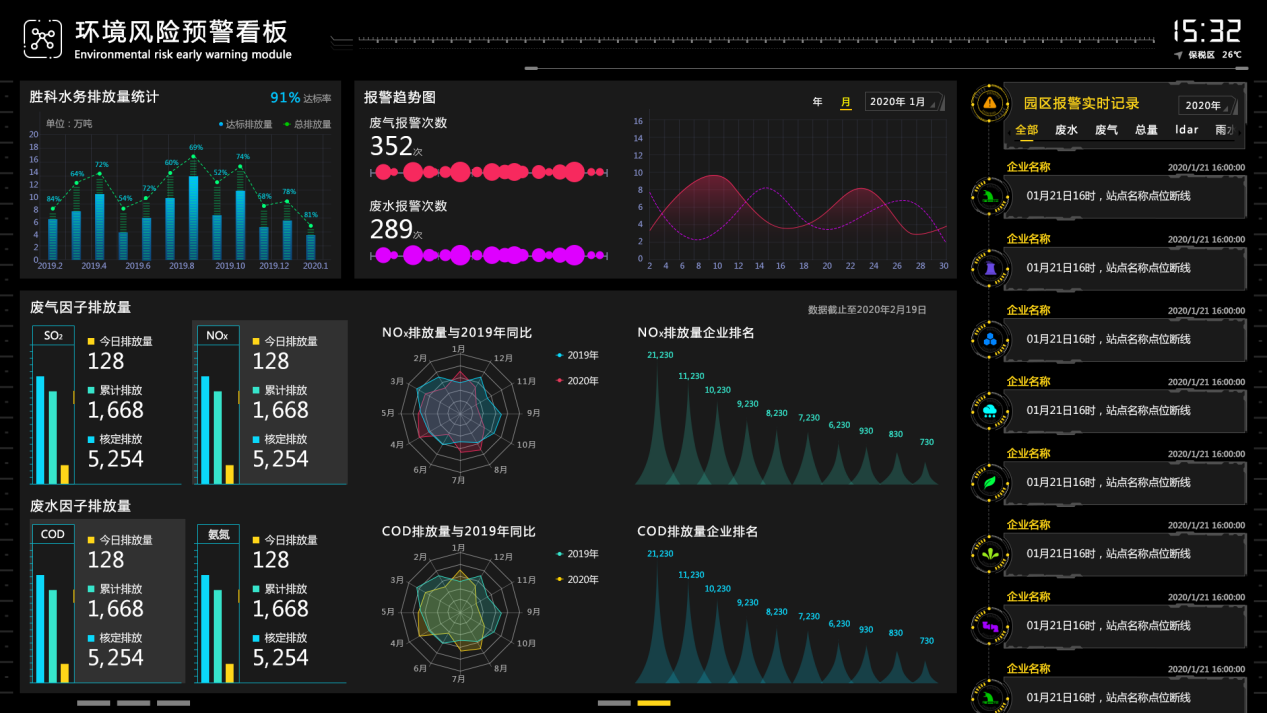 环境风险预警看板
Environmental risk early warning module
15:32
保税区 26℃
胜科水务排放量统计
91% 达标率
单位：万吨
达标排放量 总排放量
20
18
16
14
12
10
8
6
4
2
0
84% 64% 72% 54% 72% 60% 69% 52% 74% 68% 78% 81%
2019.2 2019.4 2019.6 2019.8 2019.10 2019.12 2020.1
报警趋势图
年 月 2020年 1月
废气报警次数
352次
废水报警次数
289次
16
14
12
10
8
6
4
2
0
2 4 6 8 10 12 14 16 18 20 22 24 26 28 30
废气因子排放量
数据截止至2020年2月19日
SO₂
今日排放量
128
累计排放
1,668
核定排放
5,254
NOx
今日排放量
128
累计排放
1,668
核定排放
5,254
NOx排放量与2019年同比
1月
2月 12月
3月 11月
5月 9月
4月 10月
6月 8月
7月
2019年
2020年
NOx排放量企业排名
21,230
11,230
10,230
9,230
8,230
7,230
6,230
930
830
730
废水因子排放量
COD
今日排放量
128
累计排放
1,668
核定排放
5,254
氨氮
今日排放量
128
累计排放
1,668
核定排放
5,254
COD排放量与2019年同比
1月
2月 12月
3月 11月
5月 9月
4月 10月
6月 8月
7月
2019年
2020年
COD排放量企业排名
21,230
11,230
10,230
9,230
8,230
7,230
6,230
930
830
730
园区报警实时记录
2020年
全部 废水 废气 总量 ldar 雨水
企业名称 2020/1/21 16:00:00
01月21日16时，站点名称点位断线
企业名称 2020/1/21 16:00:00
01月21日16时，站点名称点位断线
企业名称 2020/1/21 16:00:00
01月21日16时，站点名称点位断线
企业名称 2020/1/21 16:00:00
01月21日16时，站点名称点位断线
企业名称 2020/1/21 16:00:00
01月21日16时，站点名称点位断线
企业名称 2020/1/21 16:00:00
01月21日16时，站点名称点位断线
企业名称 2020/1/21 16:00:00
01月21日16时，站点名称点位断线
企业名称 2020/1/21 16:00:00
01月21日16时，站点名称点位断线